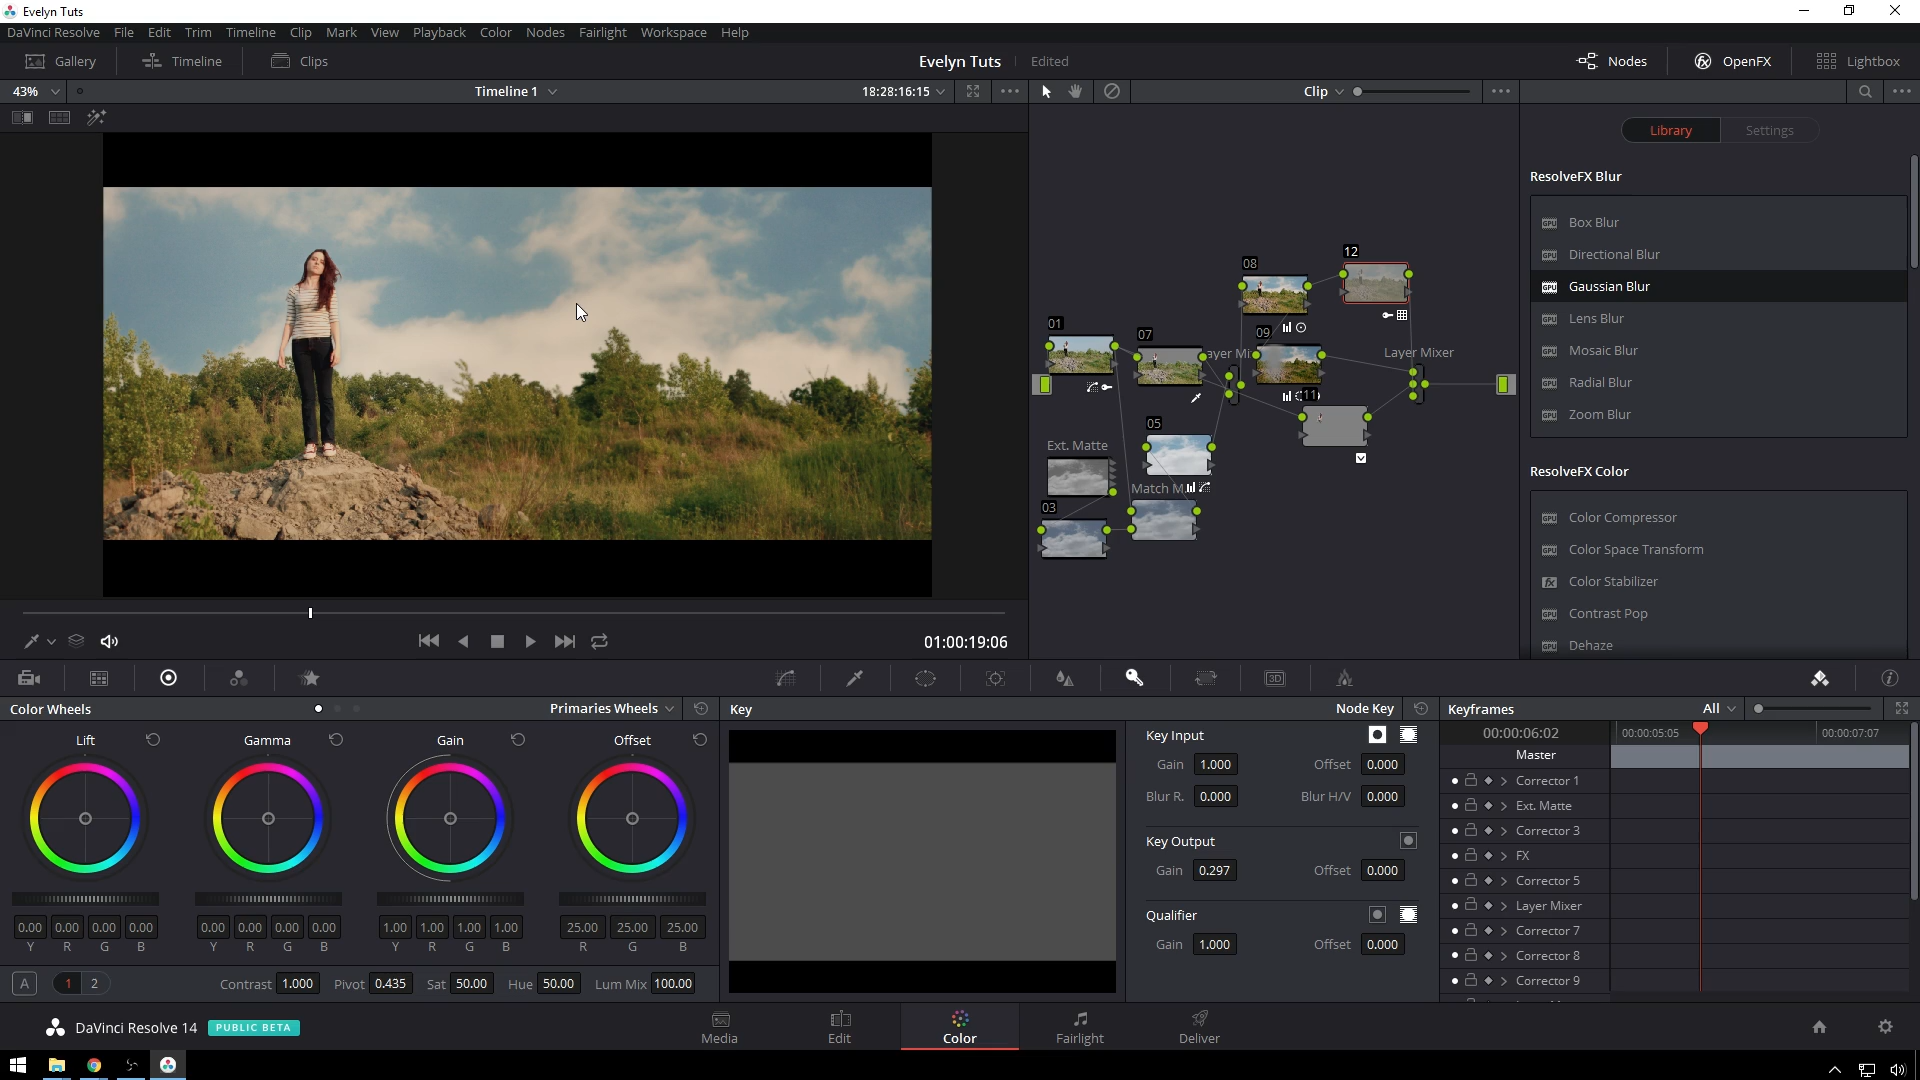 Evelyn Tuts
DaVinci Resolve File Edit Trim Timeline Clip Mark View Playback Color Nodes Fairlight Workspace Help
Gallery Timeline Clips Evelyn Tuts Edited Nodes OpenFX Lightbox
43% Timeline 1 18:28:16:15 Clip
Library Settings
ResolveFX Blur
Box Blur
Directional Blur
Gaussian Blur
Lens Blur
Mosaic Blur
Radial Blur
Zoom Blur
ResolveFX Color
Color Compressor
Color Space Transform
Color Stabilizer
Contrast Pop
Dehaze
12
08
01
07
09
ayer Mi
Layer Mixer
11
05
Ext. Matte
Match M
03
01:00:19:06
Color Wheels Primaries Wheels Key Node Key Keyframes All
Lift Gamma Gain Offset
0.00 0.00 0.00 0.00 0.00 0.00 0.00 0.00 1.00 1.00 1.00 1.00 25.00 25.00 25.00
Y R G B Y R G B Y R G B R G B
A 1 2 Contrast 1.000 Pivot 0.435 Sat 50.00 Hue 50.00 Lum Mix 100.00
Key Input
Gain 1.000 Offset 0.000
Blur R. 0.000 Blur H/V 0.000
Key Output
Gain 0.297 Offset 0.000
Qualifier
Gain 1.000 Offset 0.000
00:00:06:02 00:00:05:05 00:00:07:07
Master
Corrector 1
Ext. Matte
Corrector 3
FX
Corrector 5
Layer Mixer
Corrector 7
Corrector 8
Corrector 9
DaVinci Resolve 14 PUBLIC BETA
Media Edit Color Fairlight Deliver